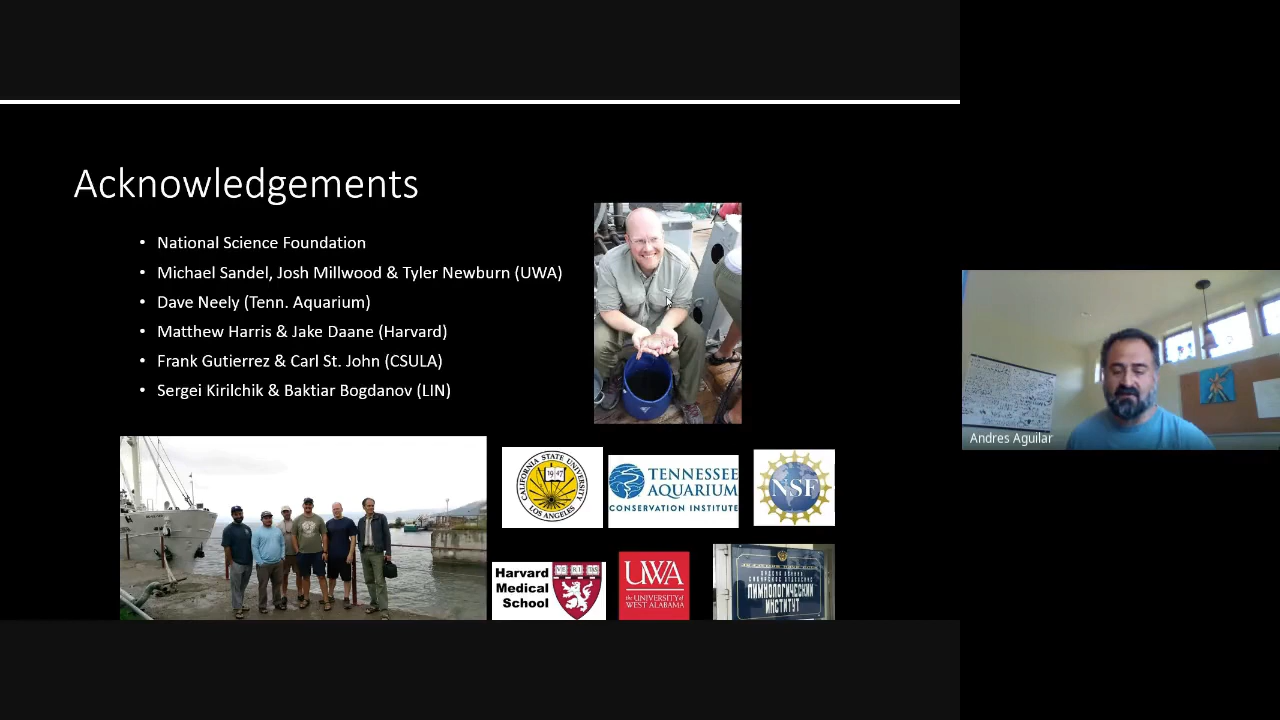 Acknowledgements
• National Science Foundation
• Michael Sandel, Josh Millwood & Tyler Newburn (UWA)
• Dave Neely (Tenn. Aquarium)
• Matthew Harris & Jake Daane (Harvard)
• Frank Gutierrez & Carl St. John (CSULA)
• Sergei Kirilchik & Baktiar Bogdanov (LIN)
Andres Aguilar
CALIFORNIA STATE UNIVERSITY
1947
LOS ANGELES
TENNESSEE
AQUARIUM
CONSERVATION INSTITUTE
NSF
Harvard
Medical
School
UWA
the UNIVERSITY of
WEST ALABAMA
ЛИМНОЛОГИЧЕСКИЙ
ИНСТИТУТ